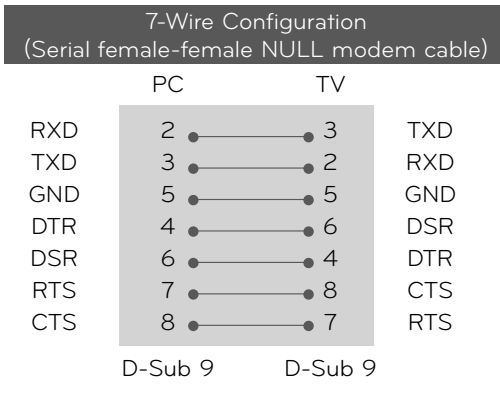 7-Wire Configuration
(Serial female-female NULL modem cable)
PC TV
RXD 2 3 TXD
TXD 3 2 RXD
GND 5 5 GND
DTR 4 6 DSR
DSR 6 4 DTR
RTS 7 8 CTS
CTS 8 7 RTS
D-Sub 9 D-Sub 9